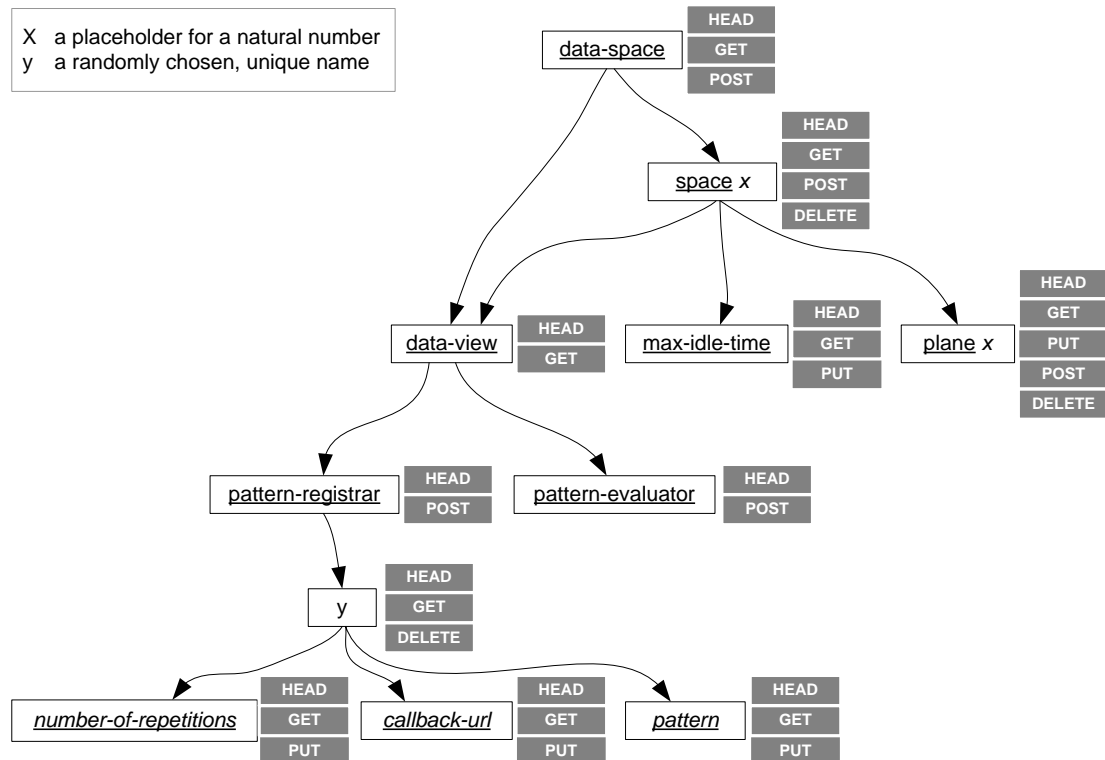 X a placeholder for a natural number
y a randomly chosen, unique name
data-space
HEAD
GET
POST
space x
HEAD
GET
POST
DELETE
data-view
HEAD
GET
max-idle-time
HEAD
GET
PUT
plane x
HEAD
GET
PUT
POST
DELETE
pattern-registrar
HEAD
POST
pattern-evaluator
HEAD
POST
y
HEAD
GET
DELETE
number-of-repetitions
HEAD
GET
PUT
callback-url
HEAD
GET
PUT
pattern
HEAD
GET
PUT